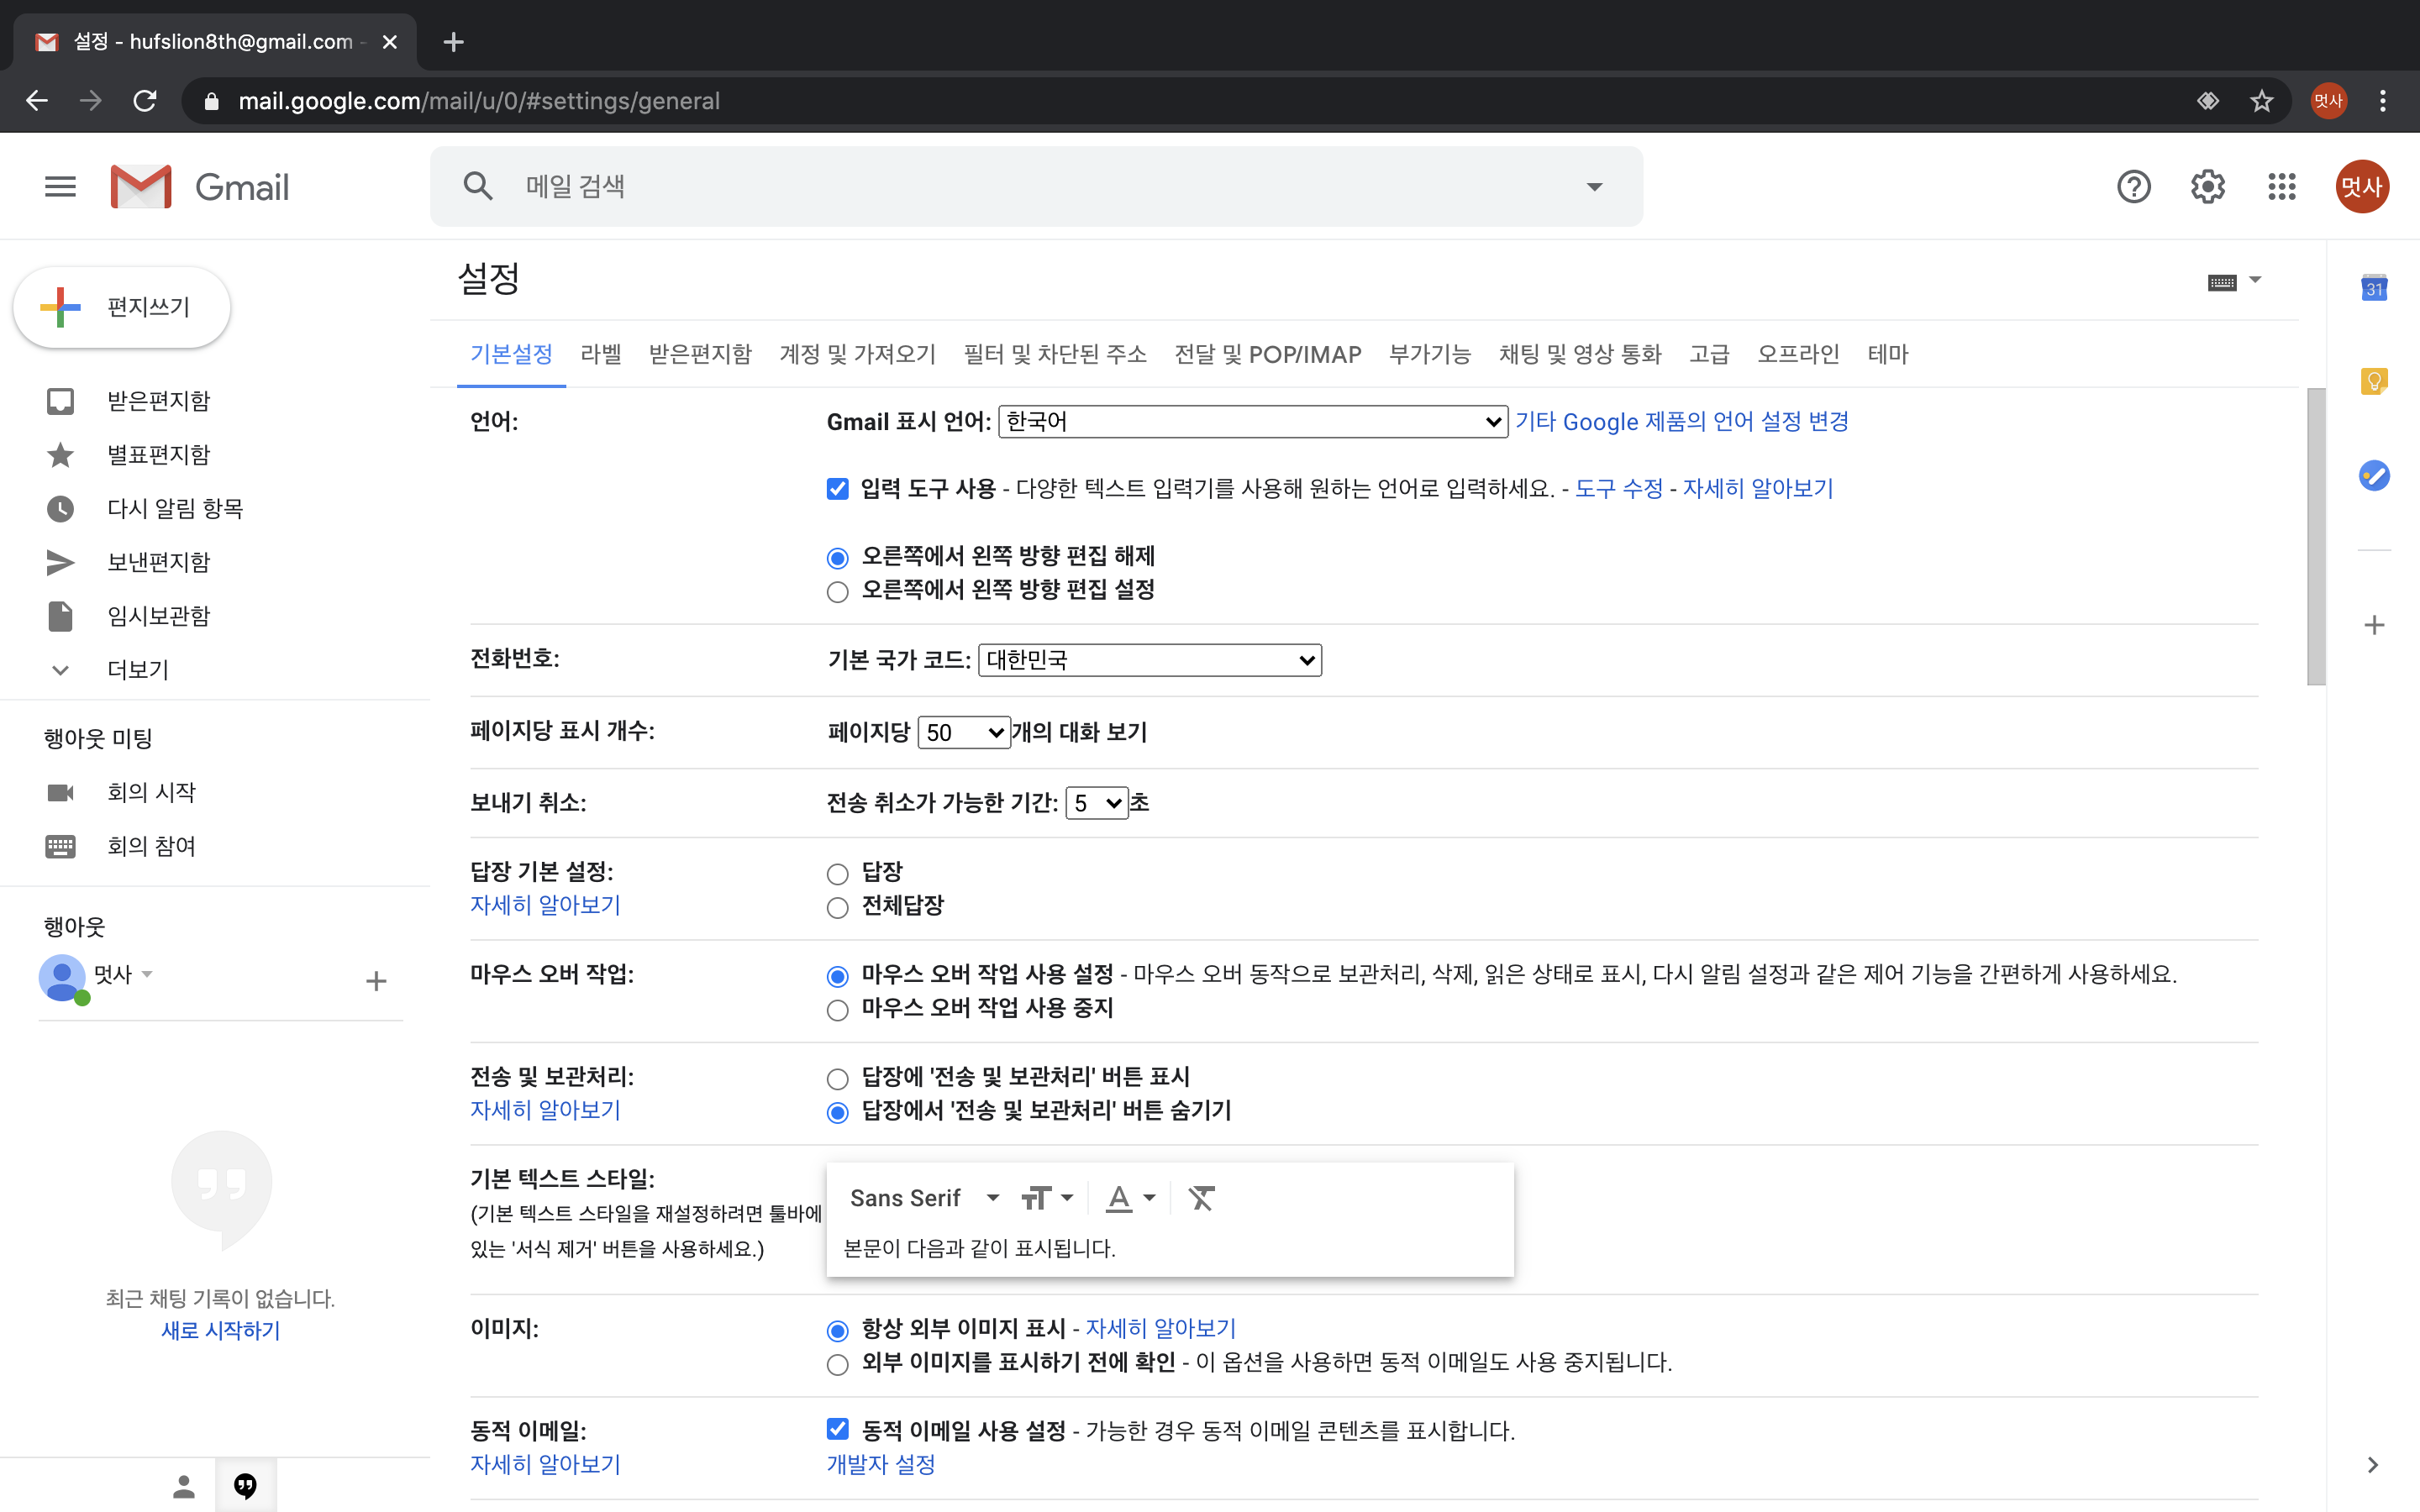 설정 - hufslion8th@gmail.com -
mail.google.com/mail/u/0/#settings/general
멋사
Gmail
메일 검색
멋사
편지쓰기
받은편지함
별표편지함
다시 알림 항목
보낸편지함
임시보관함
더보기
행아웃 미팅
회의 시작
회의 참여
행아웃
멋사
최근 채팅 기록이 없습니다.
새로 시작하기
설정
기본설정 라벨 받은편지함 계정 및 가져오기 필터 및 차단된 주소 전달 및 POP/IMAP 부가기능 채팅 및 영상 통화 고급 오프라인 테마
언어: Gmail 표시 언어: 한국어 기타 Google 제품의 언어 설정 변경
입력 도구 사용 - 다양한 텍스트 입력기를 사용해 원하는 언어로 입력하세요. - 도구 수정 - 자세히 알아보기
오른쪽에서 왼쪽 방향 편집 해제
오른쪽에서 왼쪽 방향 편집 설정
전화번호: 기본 국가 코드: 대한민국
페이지당 표시 개수: 페이지당 50 개의 대화 보기
보내기 취소: 전송 취소가 가능한 기간: 5 초
답장 기본 설정: 답장
자세히 알아보기 전체답장
마우스 오버 작업: 마우스 오버 작업 사용 설정 - 마우스 오버 동작으로 보관처리, 삭제, 읽은 상태로 표시, 다시 알림 설정과 같은 제어 기능을 간편하게 사용하세요.
마우스 오버 작업 사용 중지
전송 및 보관처리: 답장에 '전송 및 보관처리' 버튼 표시
자세히 알아보기 답장에서 '전송 및 보관처리' 버튼 숨기기
기본 텍스트 스타일:
(기본 텍스트 스타일을 재설정하려면 툴바에
있는 '서식 제거' 버튼을 사용하세요.)
Sans Serif
본문이 다음과 같이 표시됩니다.
이미지: 항상 외부 이미지 표시 - 자세히 알아보기
외부 이미지를 표시하기 전에 확인 - 이 옵션을 사용하면 동적 이메일도 사용 중지됩니다.
동적 이메일: 동적 이메일 사용 설정 - 가능한 경우 동적 이메일 콘텐츠를 표시합니다.
자세히 알아보기 개발자 설정
31